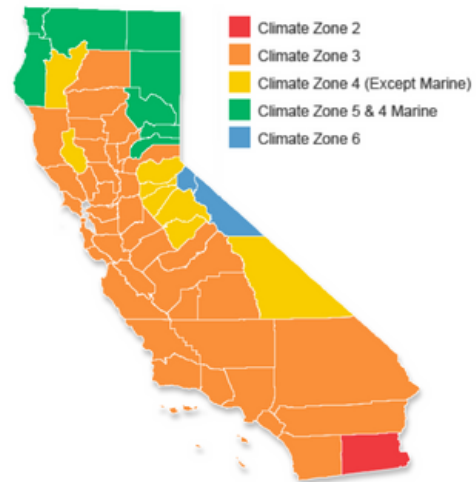 Climate Zone 2
Climate Zone 3
Climate Zone 4 (Except Marine)
Climate Zone 5 & 4 Marine
Climate Zone 6